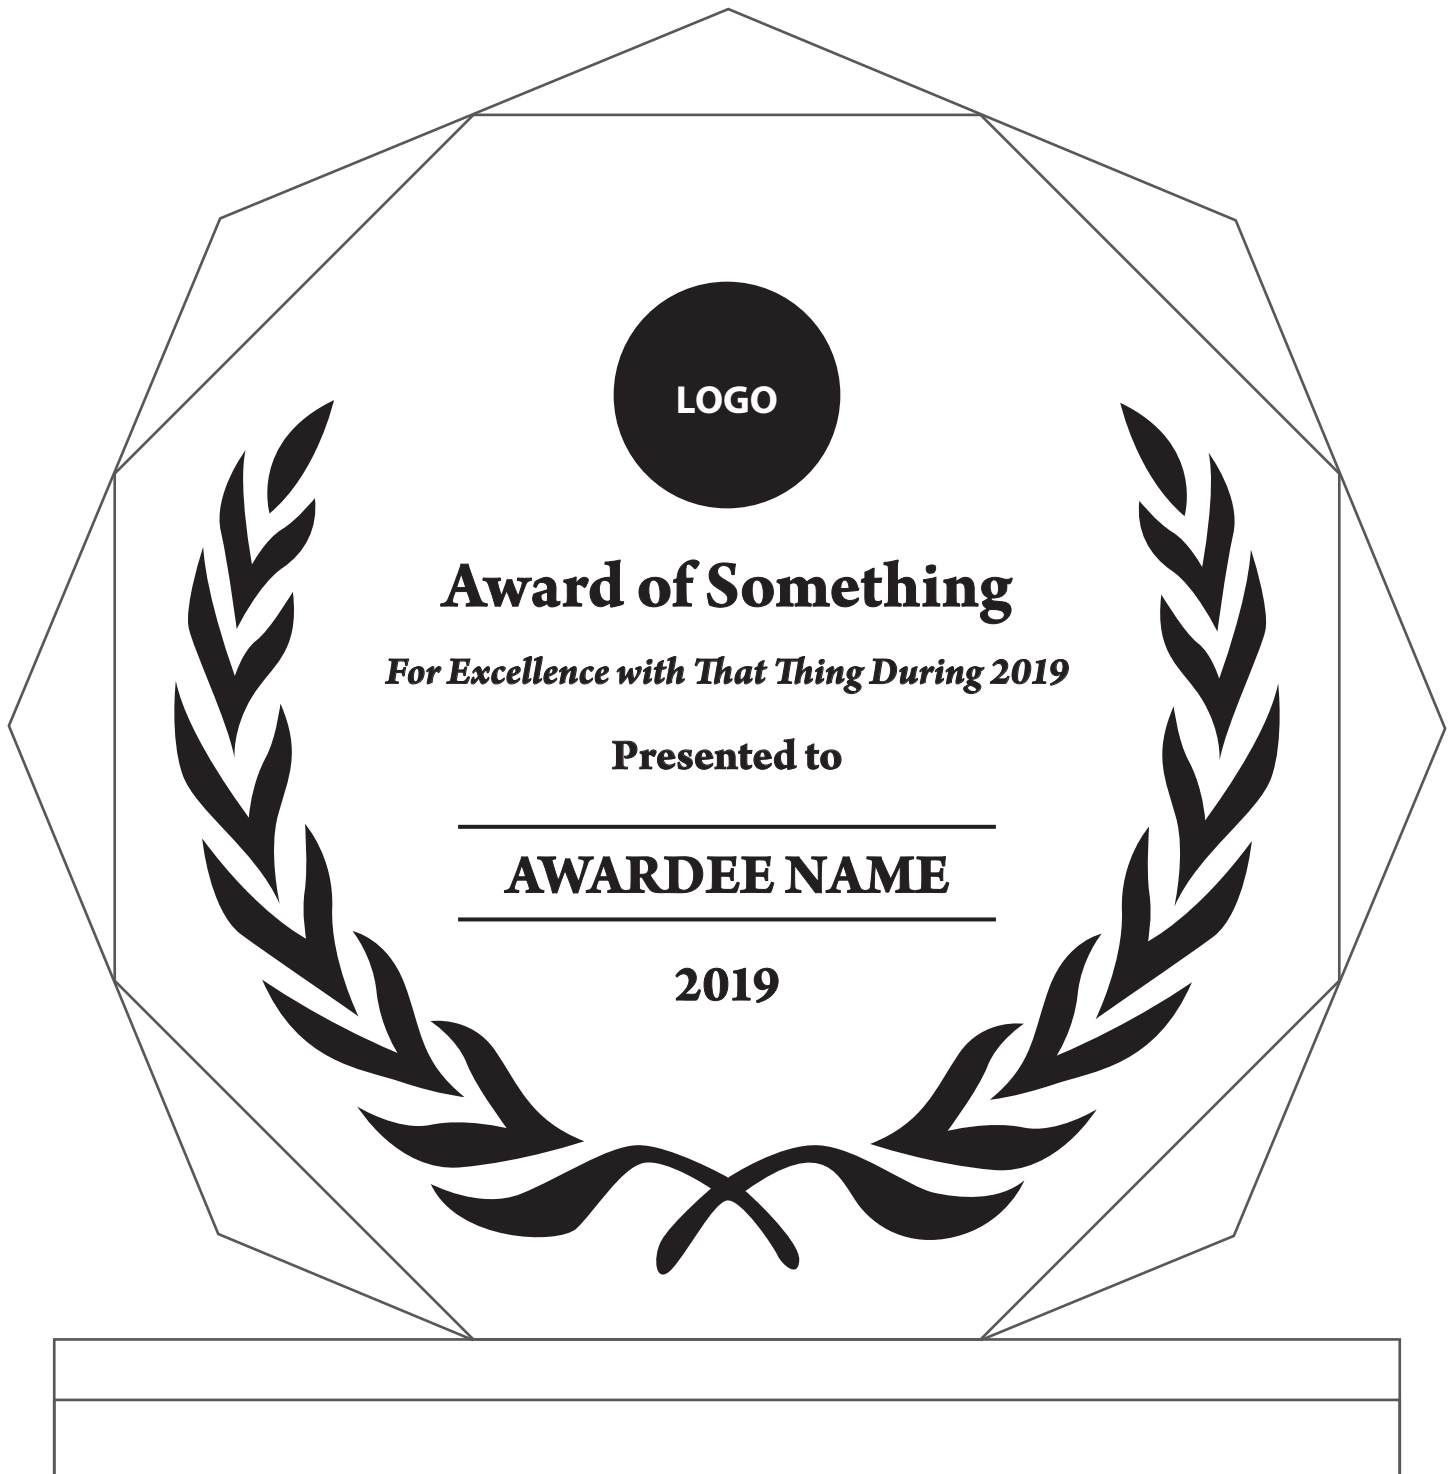 LOGO
Award of Something
For Excellence with That Thing During 2019
Presented to
AWARDEE NAME
2019